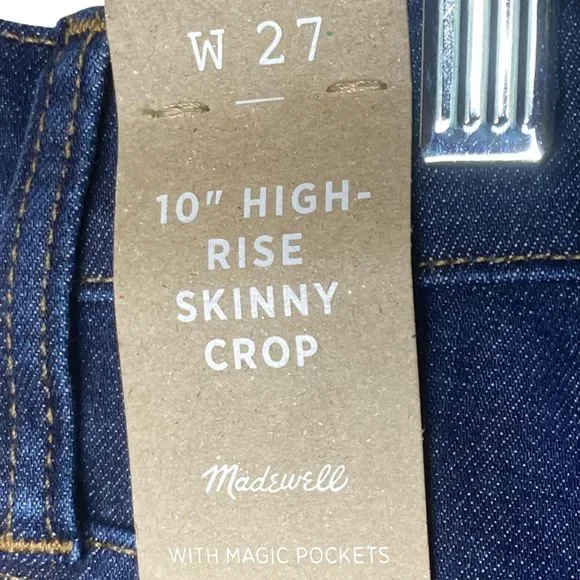 W 27
10" HIGH-
RISE
SKINNY
CROP
Madewell
WITH MAGIC POCKETS